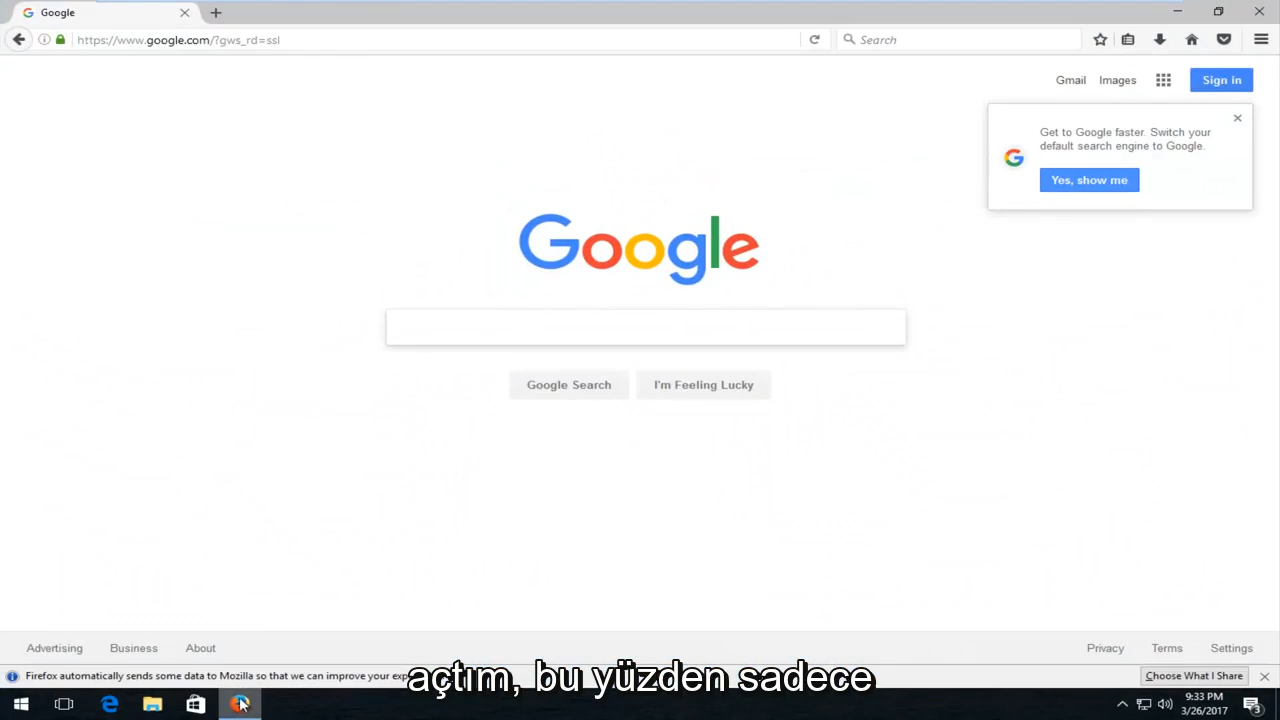 Google
https://www.google.com/?gws_rd=ssl
Search
Gmail Images Sign in
Get to Google faster. Switch your
default search engine to Google.
Yes, show me
Google
Google Search I'm Feeling Lucky
Advertising Business About Privacy Terms Settings
Firefox automatically sends some data to Mozilla so that we can improve your Choose What I Share
açtım, bu yüzden sadece
9:33 PM
3/26/2017
3